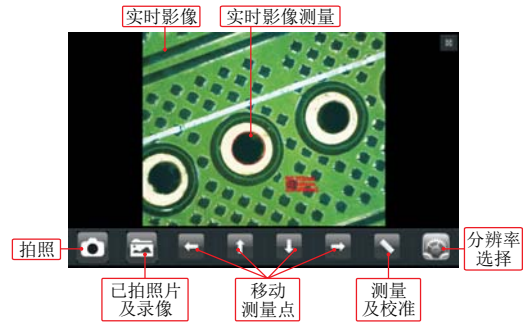 实时影像
实时影像测量
拍照
已拍照片
及录像
移动
测量点
测量
及校准
分辨率
选择